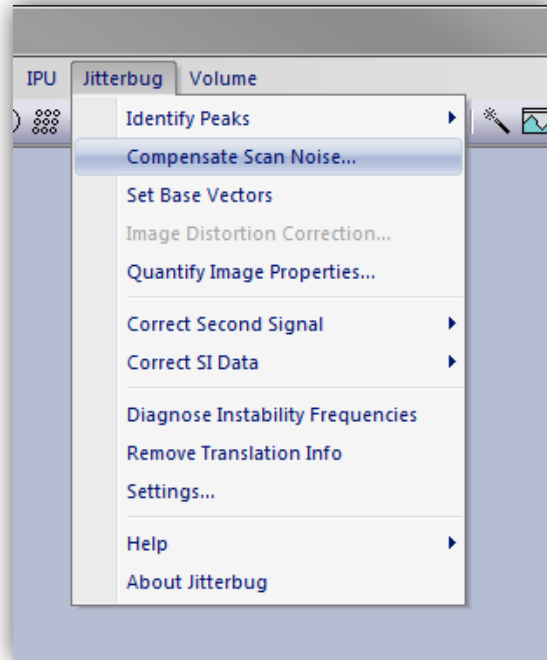 IPU Jitterbug Volume
Identify Peaks
Compensate Scan Noise...
Set Base Vectors
Image Distortion Correction...
Quantify Image Properties...
Correct Second Signal
Correct SI Data
Diagnose Instability Frequencies
Remove Translation Info
Settings...
Help
About Jitterbug